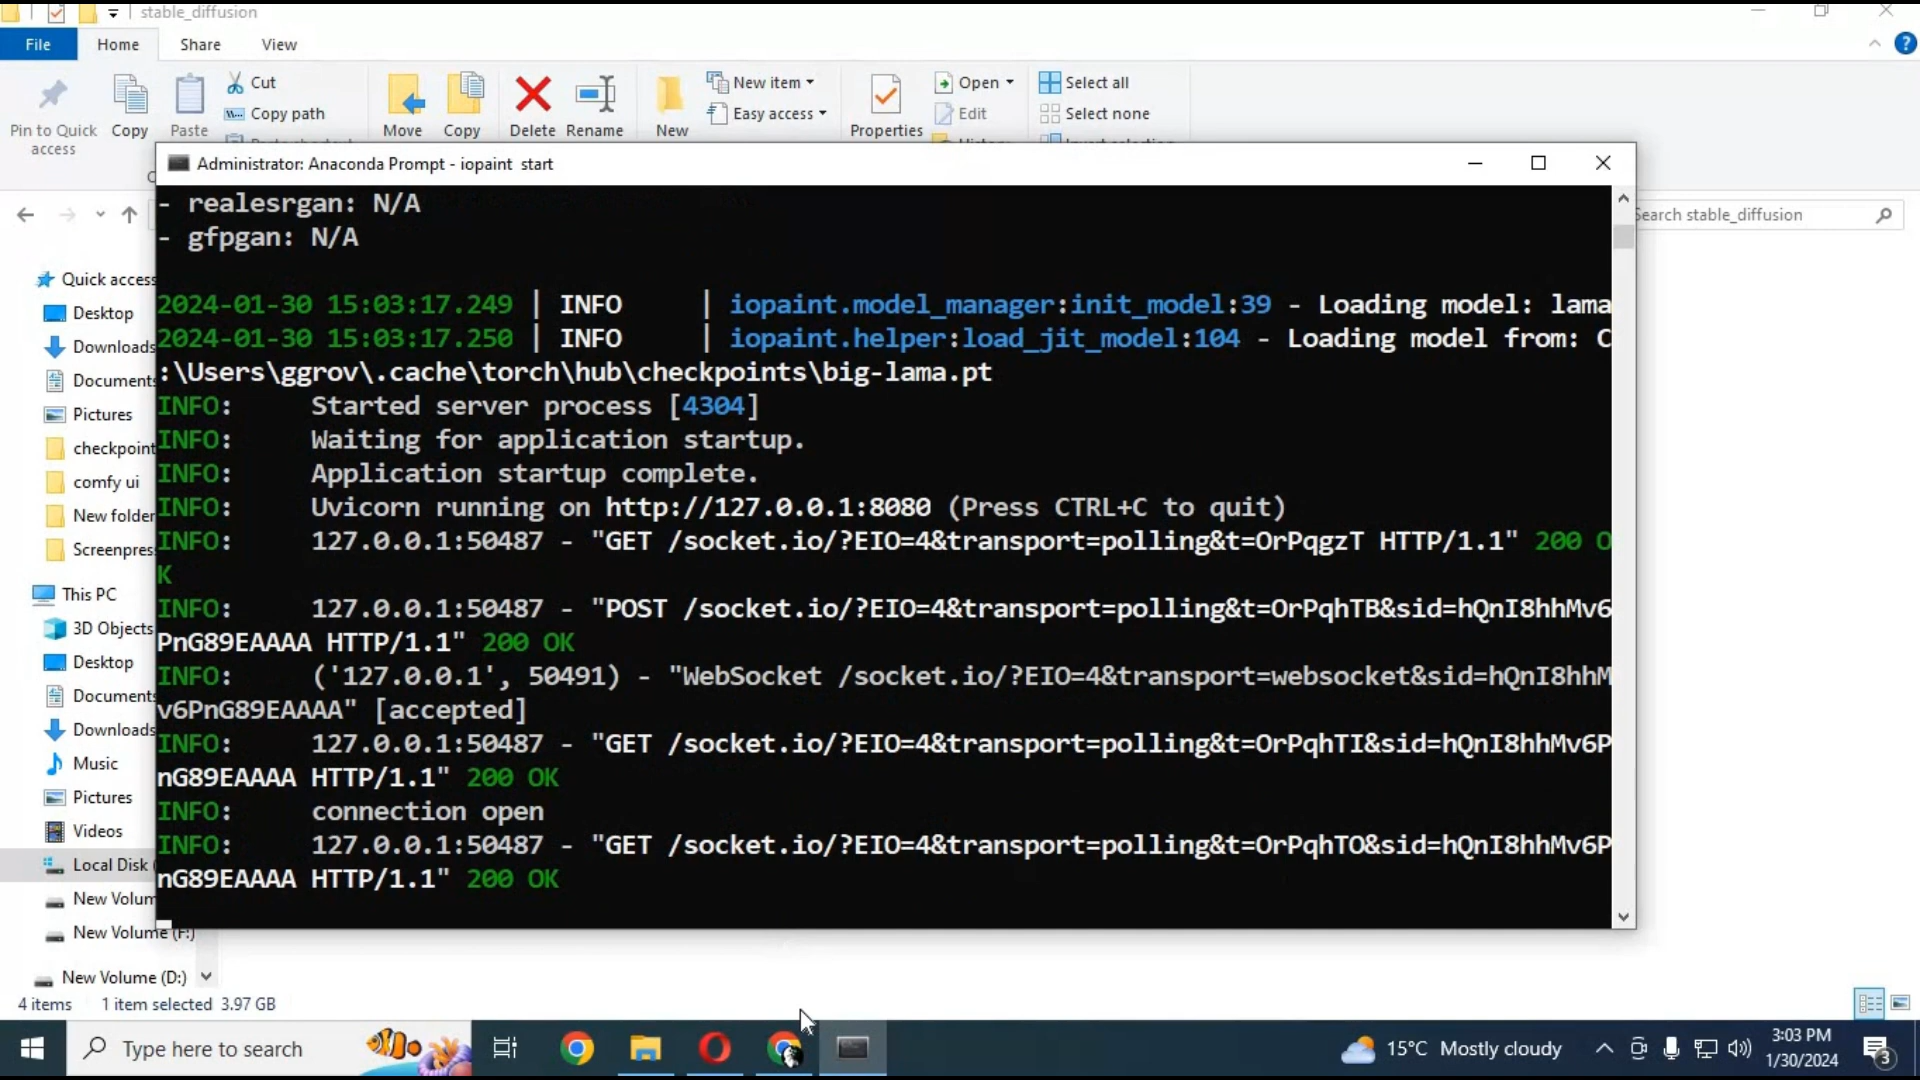 stable_diffusion
File Home Share View
Pin to Quick access
Copy
Paste
Cut
Copy path
Move
Copy
Delete
Rename
New
New item
Easy access
Properties
Open
Edit
Select all
Select none
Administrator: Anaconda Prompt - iopaint start
Search stable_diffusion
- realesrgan: N/A
- gfpgan: N/A
2024-01-30 15:03:17.249 | INFO | iopaint.model_manager:init_model:39 - Loading model: lama
2024-01-30 15:03:17.250 | INFO | iopaint.helper:load_jit_model:104 - Loading model from: C
:\Users\ggrov\.cache\torch\hub\checkpoints\big-lama.pt
INFO: Started server process [4304]
INFO: Waiting for application startup.
INFO: Application startup complete.
INFO: Uvicorn running on http://127.0.0.1:8080 (Press CTRL+C to quit)
INFO: 127.0.0.1:50487 - "GET /socket.io/?EIO=4&transport=polling&t=OrPqgzT HTTP/1.1" 200 O
K
INFO: 127.0.0.1:50487 - "POST /socket.io/?EIO=4&transport=polling&t=OrPqhTB&sid=hQnI8hhMv6
PnG89EAAAA HTTP/1.1" 200 OK
INFO: ('127.0.0.1', 50491) - "WebSocket /socket.io/?EIO=4&transport=websocket&sid=hQnI8hhM
v6PnG89EAAAA" [accepted]
INFO: 127.0.0.1:50487 - "GET /socket.io/?EIO=4&transport=polling&t=OrPqhTI&sid=hQnI8hhMv6P
nG89EAAAA HTTP/1.1" 200 OK
INFO: connection open
INFO: 127.0.0.1:50487 - "GET /socket.io/?EIO=4&transport=polling&t=OrPqhTO&sid=hQnI8hhMv6P
nG89EAAAA HTTP/1.1" 200 OK
Quick access
Desktop
Downloads
Documents
Pictures
checkpoint
comfy ui
New folder
Screenpres
This PC
3D Objects
Desktop
Documents
Downloads
Music
Pictures
Videos
Local Disk (
New Volum
New Volume (F:)
New Volume (D:)
4 items 1 item selected 3.97 GB
Type here to search
15°C Mostly cloudy
3:03 PM
1/30/2024
3